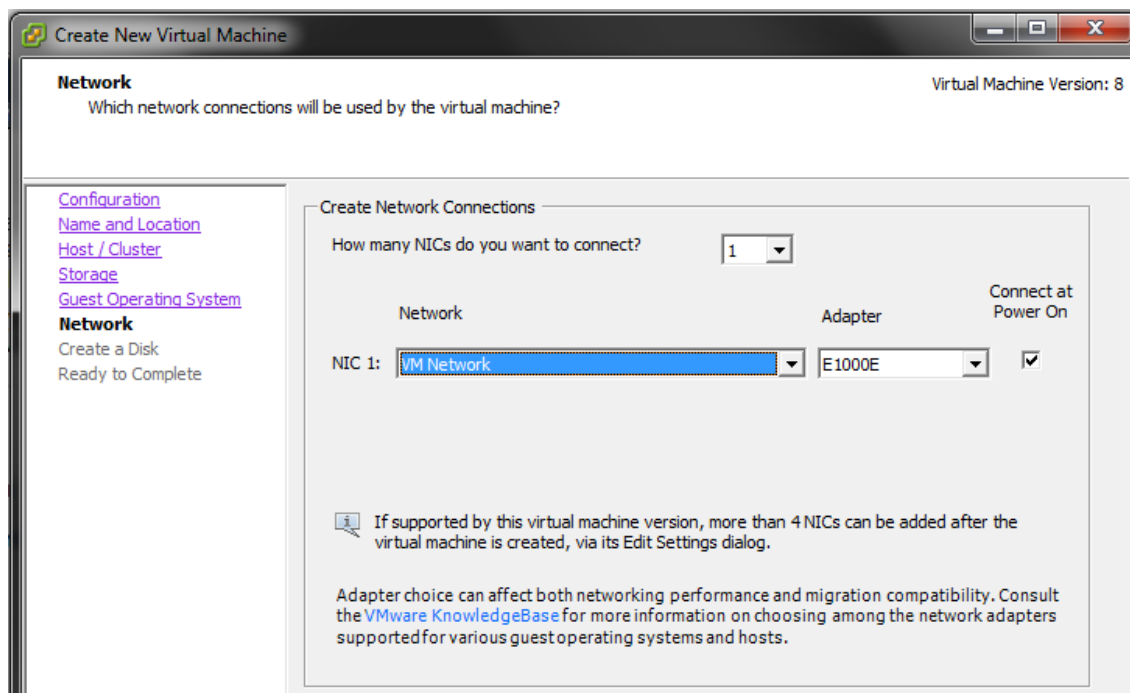 Create New Virtual Machine
Network
Virtual Machine Version: 8
Which network connections will be used by the virtual machine?
Configuration
Name and Location
Host / Cluster
Storage
Guest Operating System
Network
Create a Disk
Ready to Complete
Create Network Connections
How many NICs do you want to connect?
1
Network
Adapter
Connect at
Power On
NIC 1:
VM Network
E1000E
If supported by this virtual machine version, more than 4 NICs can be added after the
virtual machine is created, via its Edit Settings dialog.
Adapter choice can affect both networking performance and migration compatibility. Consult
the VMware KnowledgeBase for more information on choosing among the network adapters
supported for various guest operating systems and hosts.